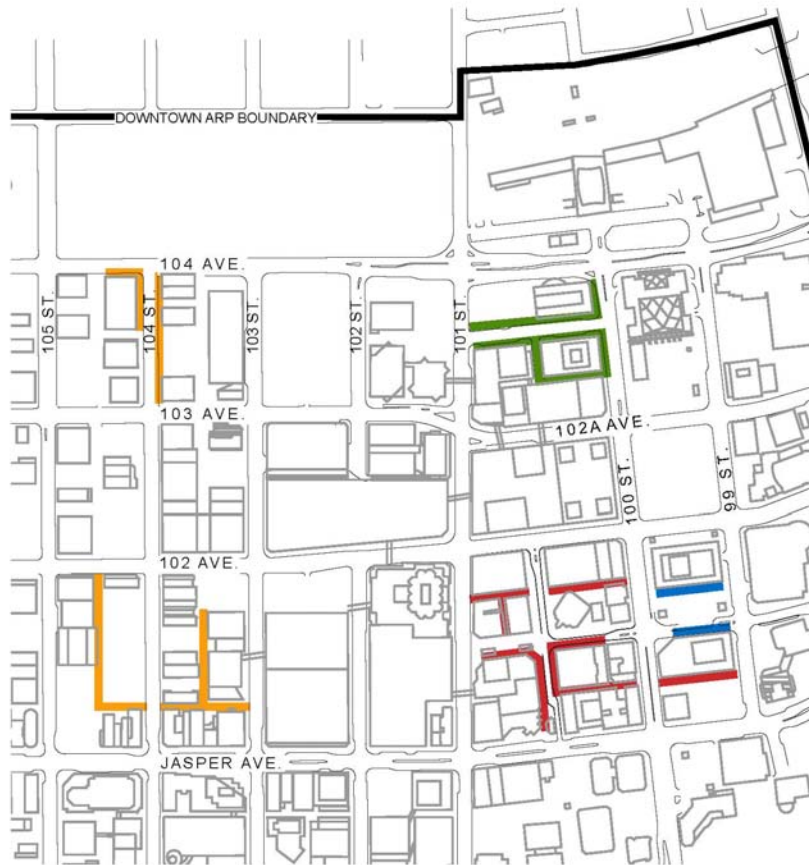 DOWNTOWN ARP BOUNDARY
104 AVE.
105 ST.
104 ST.
103 ST.
102 ST.
101 ST.
103 AVE.
102A AVE.
100 ST.
99 ST.
102 AVE.
JASPER AVE.